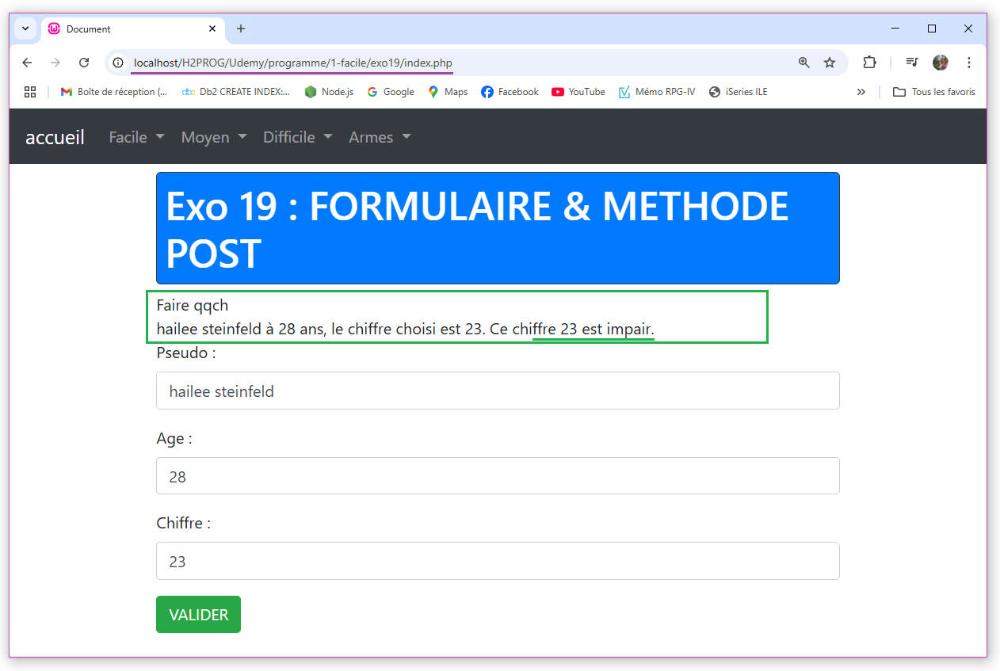 Document
localhost/H2PROG/Udemy/programme/1-facile/exo19/index.php
Boîte de réception (... Db2 CREATE INDEX:... Node.js Google Maps Facebook YouTube Mémo RPG-IV iSeries ILE Tous les favoris
accueil Facile Moyen Difficile Armes
Exo 19 : FORMULAIRE & METHODE
POST
Faire qqch
hailee steinfeld à 28 ans, le chiffre choisi est 23. Ce chiffre 23 est impair.
Pseudo :
hailee steinfeld
Age :
28
Chiffre :
23
VALIDER